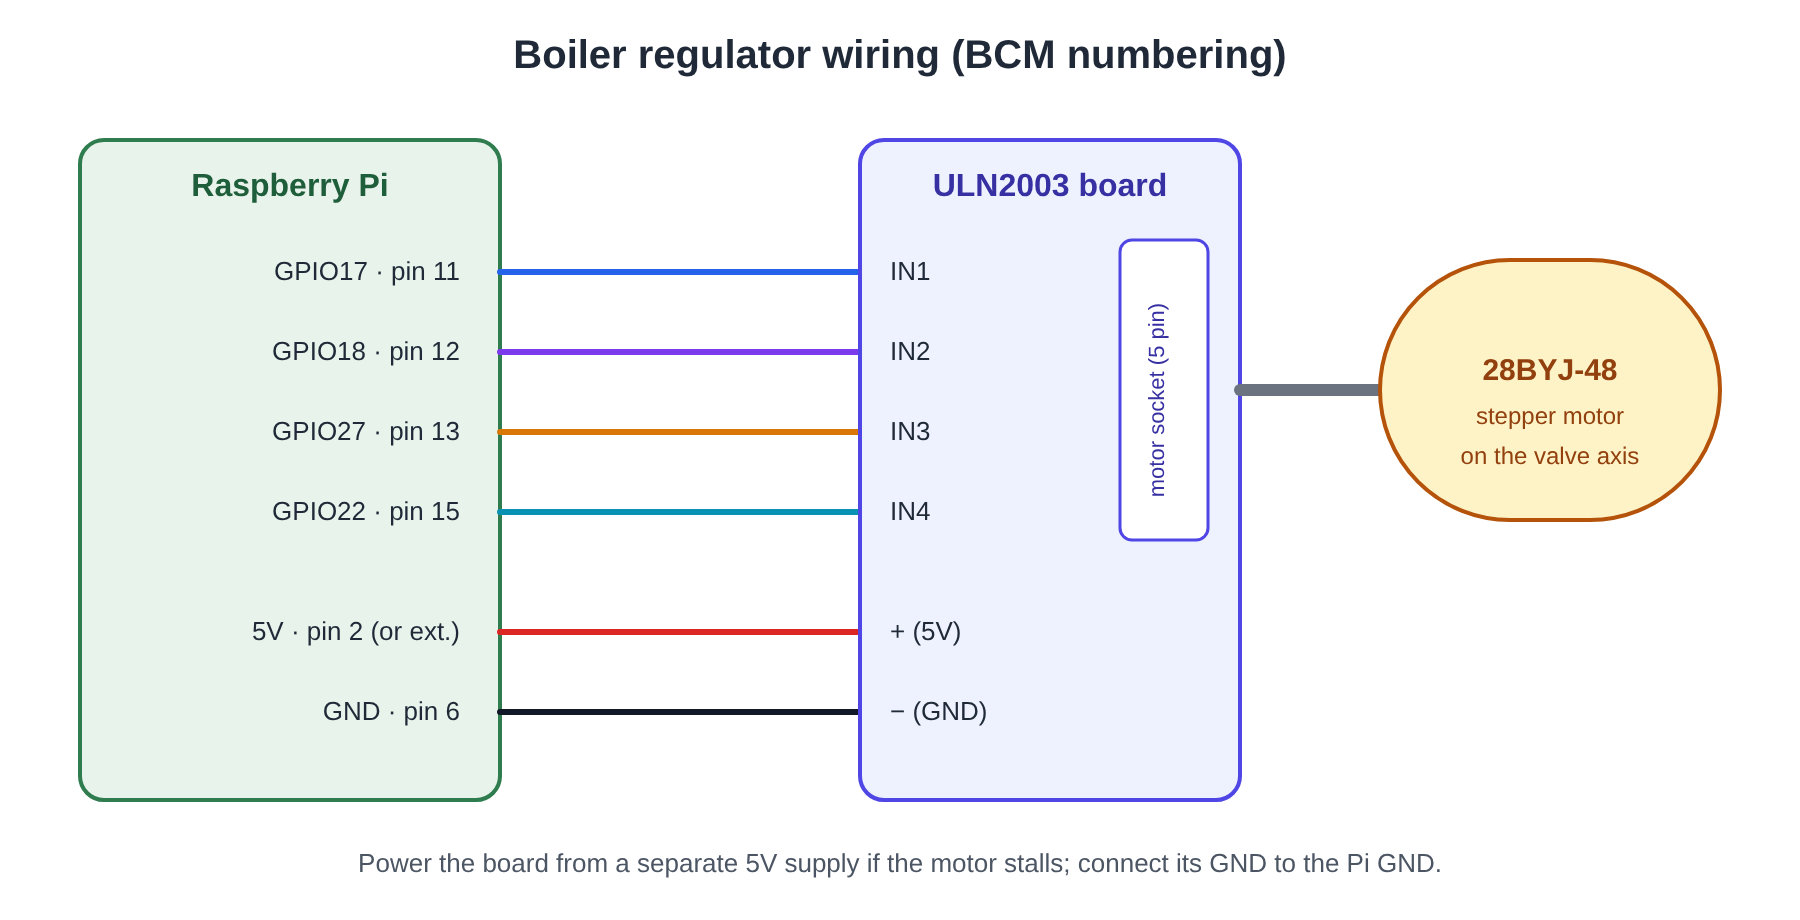 Boiler regulator wiring (BCM numbering)
Raspberry Pi
GPIO17 · pin 11
GPIO18 · pin 12
GPIO27 · pin 13
GPIO22 · pin 15
5V · pin 2 (or ext.)
GND · pin 6
ULN2003 board
IN1
IN2
IN3
IN4
+ (5V)
− (GND)
motor socket (5 pin)
28BYJ-48
stepper motor
on the valve axis
Power the board from a separate 5V supply if the motor stalls; connect its GND to the Pi GND.